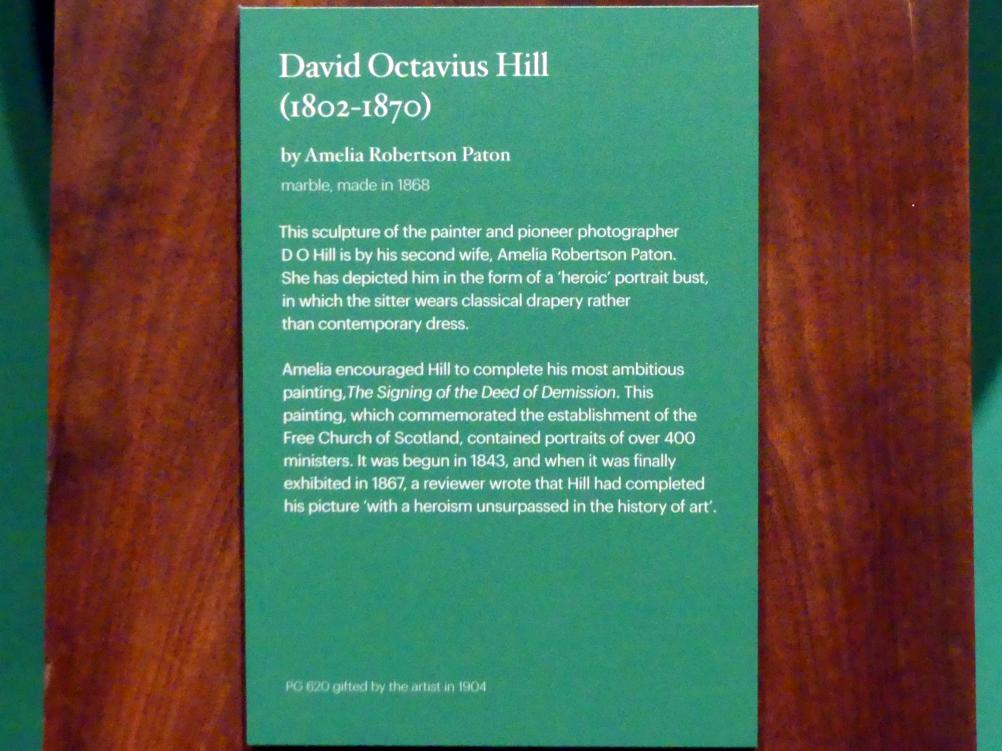 David Octavius Hill
(1802-1870)
by Amelia Robertson Paton
marble, made in 1868
This sculpture of the painter and pioneer photographer
D O Hill is by his second wife, Amelia Robertson Paton.
She has depicted him in the form of a ‘heroic’ portrait bust,
in which the sitter wears classical drapery rather
than contemporary dress.
Amelia encouraged Hill to complete his most ambitious
painting,The Signing of the Deed of Demission. This
painting, which commemorated the establishment of the
Free Church of Scotland, contained portraits of over 400
ministers. It was begun in 1843, and when it was finally
exhibited in 1867, a reviewer wrote that Hill had completed
his picture ‘with a heroism unsurpassed in the history of art’.
PG 620 gifted by the artist in 1904